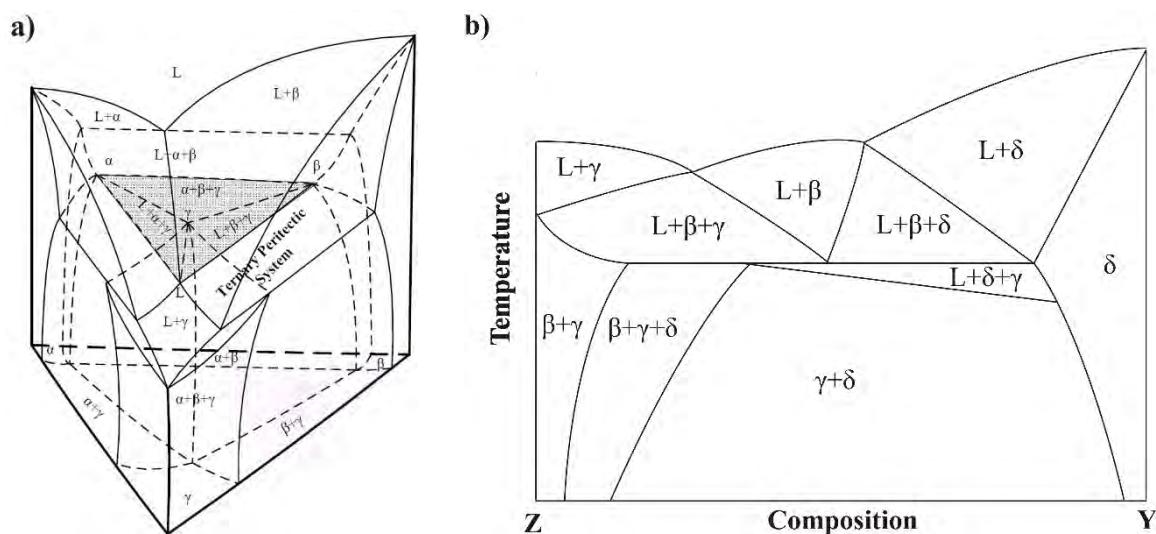 a)
L
L+β
L+α
L+α+β
α
β
α+β+γ
γ
L+α+γ
L+β+γ
Ternary Peritectic
System
L
L+γ
α
α+β
β
α+γ
α+β+γ
β+γ
γ
b)
Temperature
L+γ
L+β
L+δ
L+β+γ
L+β+δ
δ
L+δ+γ
β+γ
β+γ+δ
γ+δ
Z
Composition
Y